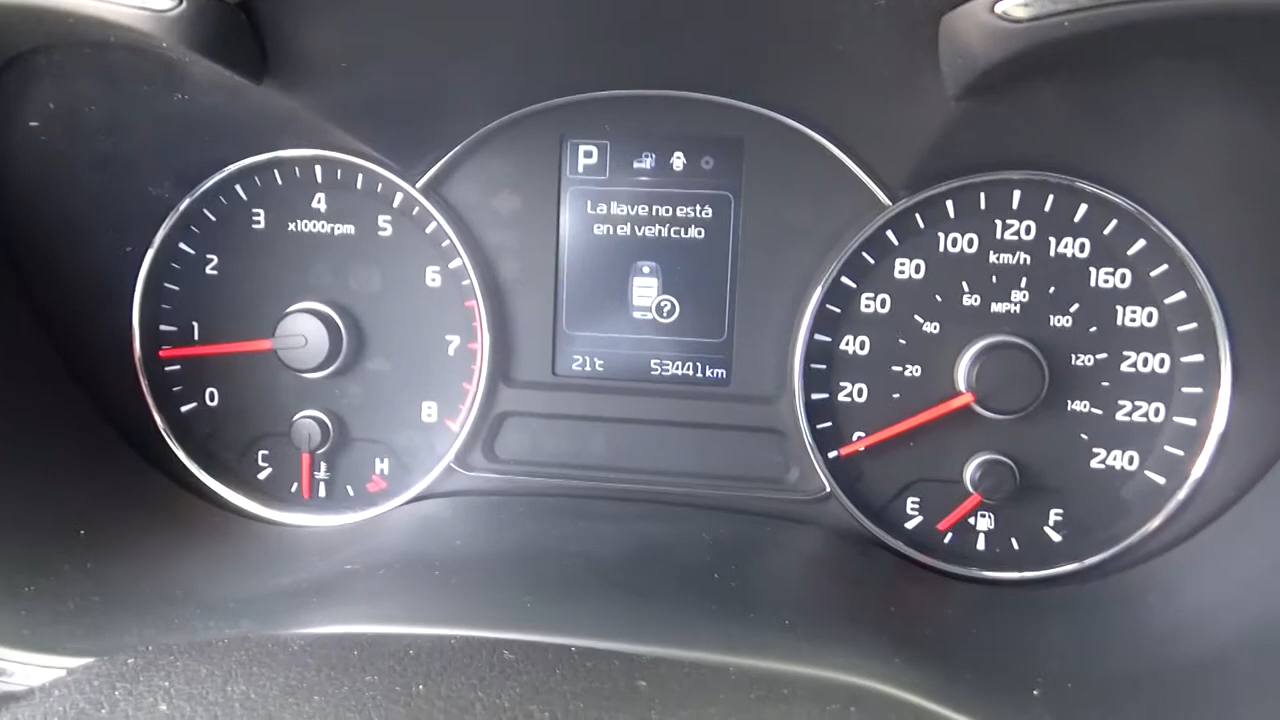 P
La llave no está
en el vehículo
?
21℃
53441km
0
1
2
3
4
5
6
7
8
x1000rpm
C
H
0
20
40
60
80
100
120
140
160
180
200
220
240
km/h
20
40
60
80
100
120
140
MPH
E
F